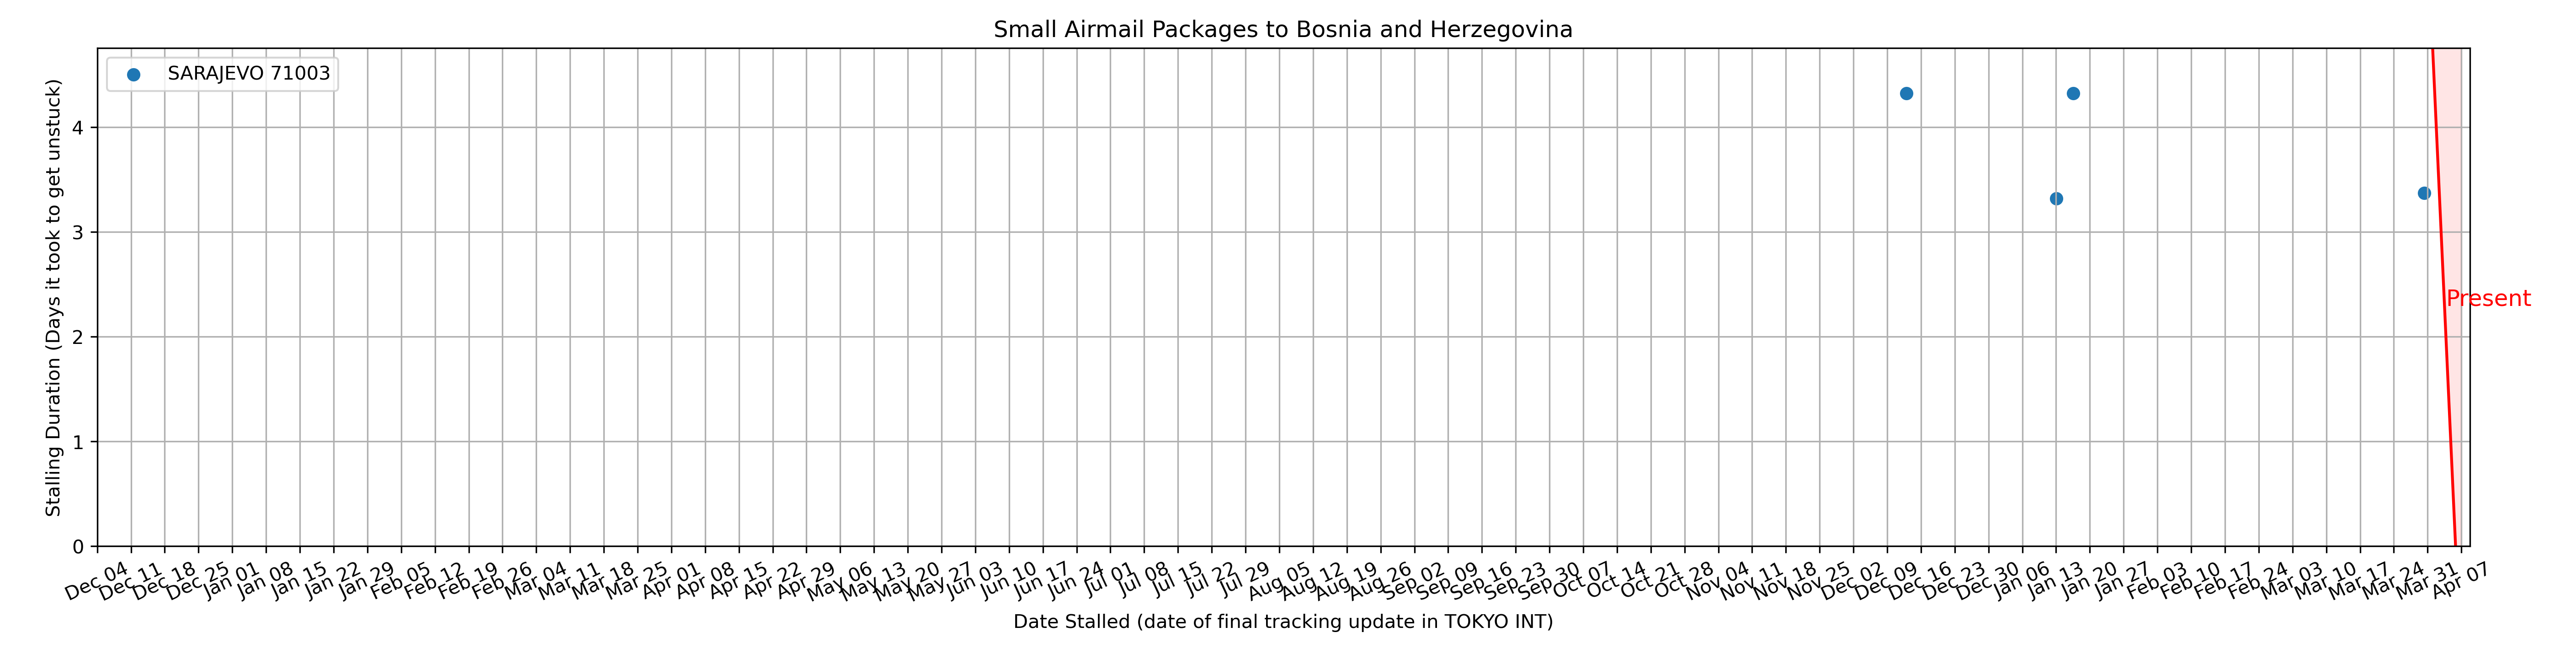 Small Airmail Packages to Bosnia and Herzegovina
SARAJEVO 71003
Stalling Duration (Days it took to get unstuck)
4
3
2
1
0
Present
Dec 04 Dec 11 Dec 18 Dec 25 Jan 01 Jan 08 Jan 15 Jan 22 Jan 29 Feb 05 Feb 12 Feb 19 Feb 26 Mar 04 Mar 11 Mar 18 Mar 25 Apr 01 Apr 08 Apr 15 Apr 22 Apr 29 May 06 May 13 May 20 May 27 Jun 03 Jun 10 Jun 17 Jun 24 Jul 01 Jul 08 Jul 15 Jul 22 Jul 29 Aug 05 Aug 12 Aug 19 Aug 26 Sep 02 Sep 09 Sep 16 Sep 23 Sep 30 Oct 07 Oct 14 Oct 21 Oct 28 Nov 04 Nov 11 Nov 18 Nov 25 Dec 02 Dec 09 Dec 16 Dec 23 Dec 30 Jan 06 Jan 13 Jan 20 Jan 27 Feb 03 Feb 10 Feb 17 Feb 24 Mar 03 Mar 10 Mar 17 Mar 24 Mar 31 Apr 07
Date Stalled (date of final tracking update in TOKYO INT)